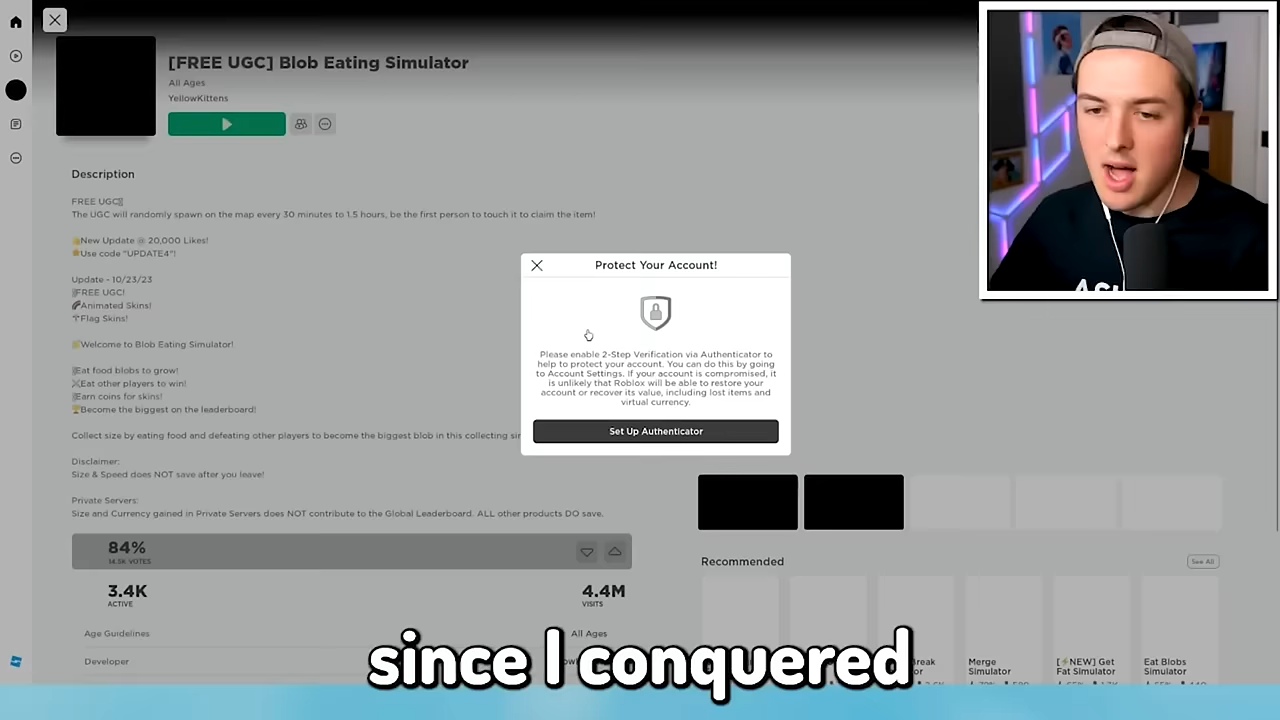 [FREE UGC] Blob Eating Simulator
All Ages
YellowKittens
Description
FREE UGC
The UGC will randomly spawn on the map every 30 minutes to 1.5 hours, be the first person to touch it to claim the item!
New Update @ 20,000 Likes!
Use code "UPDATE4"!
Update - 10/23/23
FREE UGC!
Animated Skins!
Flag Skins!
Welcome to Blob Eating Simulator!
Eat food blobs to grow!
Eat other players to win!
Earn coins for skins!
Become the biggest on the leaderboard!
Collect size by eating food and defeating other players to become the biggest blob in this collecting
Disclaimer:
Size & Speed does NOT save after you leave!
Private Servers:
Size and Currency gained in Private Servers does NOT contribute to the Global Leaderboard. ALL other products DO save.
84%
14.5K VOTES
3.4K
ACTIVE
4.4M
VISITS
Age Guidelines
All Ages
Developer
Protect Your Account!
Please enable 2-Step Verification via Authenticator to
help to protect your account. You can do this by going
to Account Settings. If your account is compromised, it
is unlikely that Roblox will be able to restore your
account or recover its value, including lost items and
virtual currency.
Set Up Authenticator
Recommended
See All
Break
Merge
Simulator
[⚡NEW] Get
Fat Simulator
Eat Blobs
Simulator
since I conquered